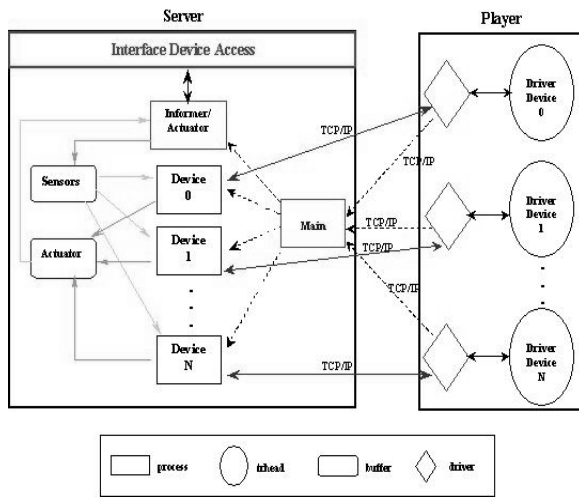 Server
Player
Interface Device Access
Informer/
Actuator
Sensors
Actuator
Device
0
Device
1
Device
N
Main
TCP/IP
TCP/IP
TCP/IP
TCP/IP
TCP/IP
TCP/IP
Driver
Device
0
Driver
Device
1
Driver
Device
N
process
trhead
buffer
driver